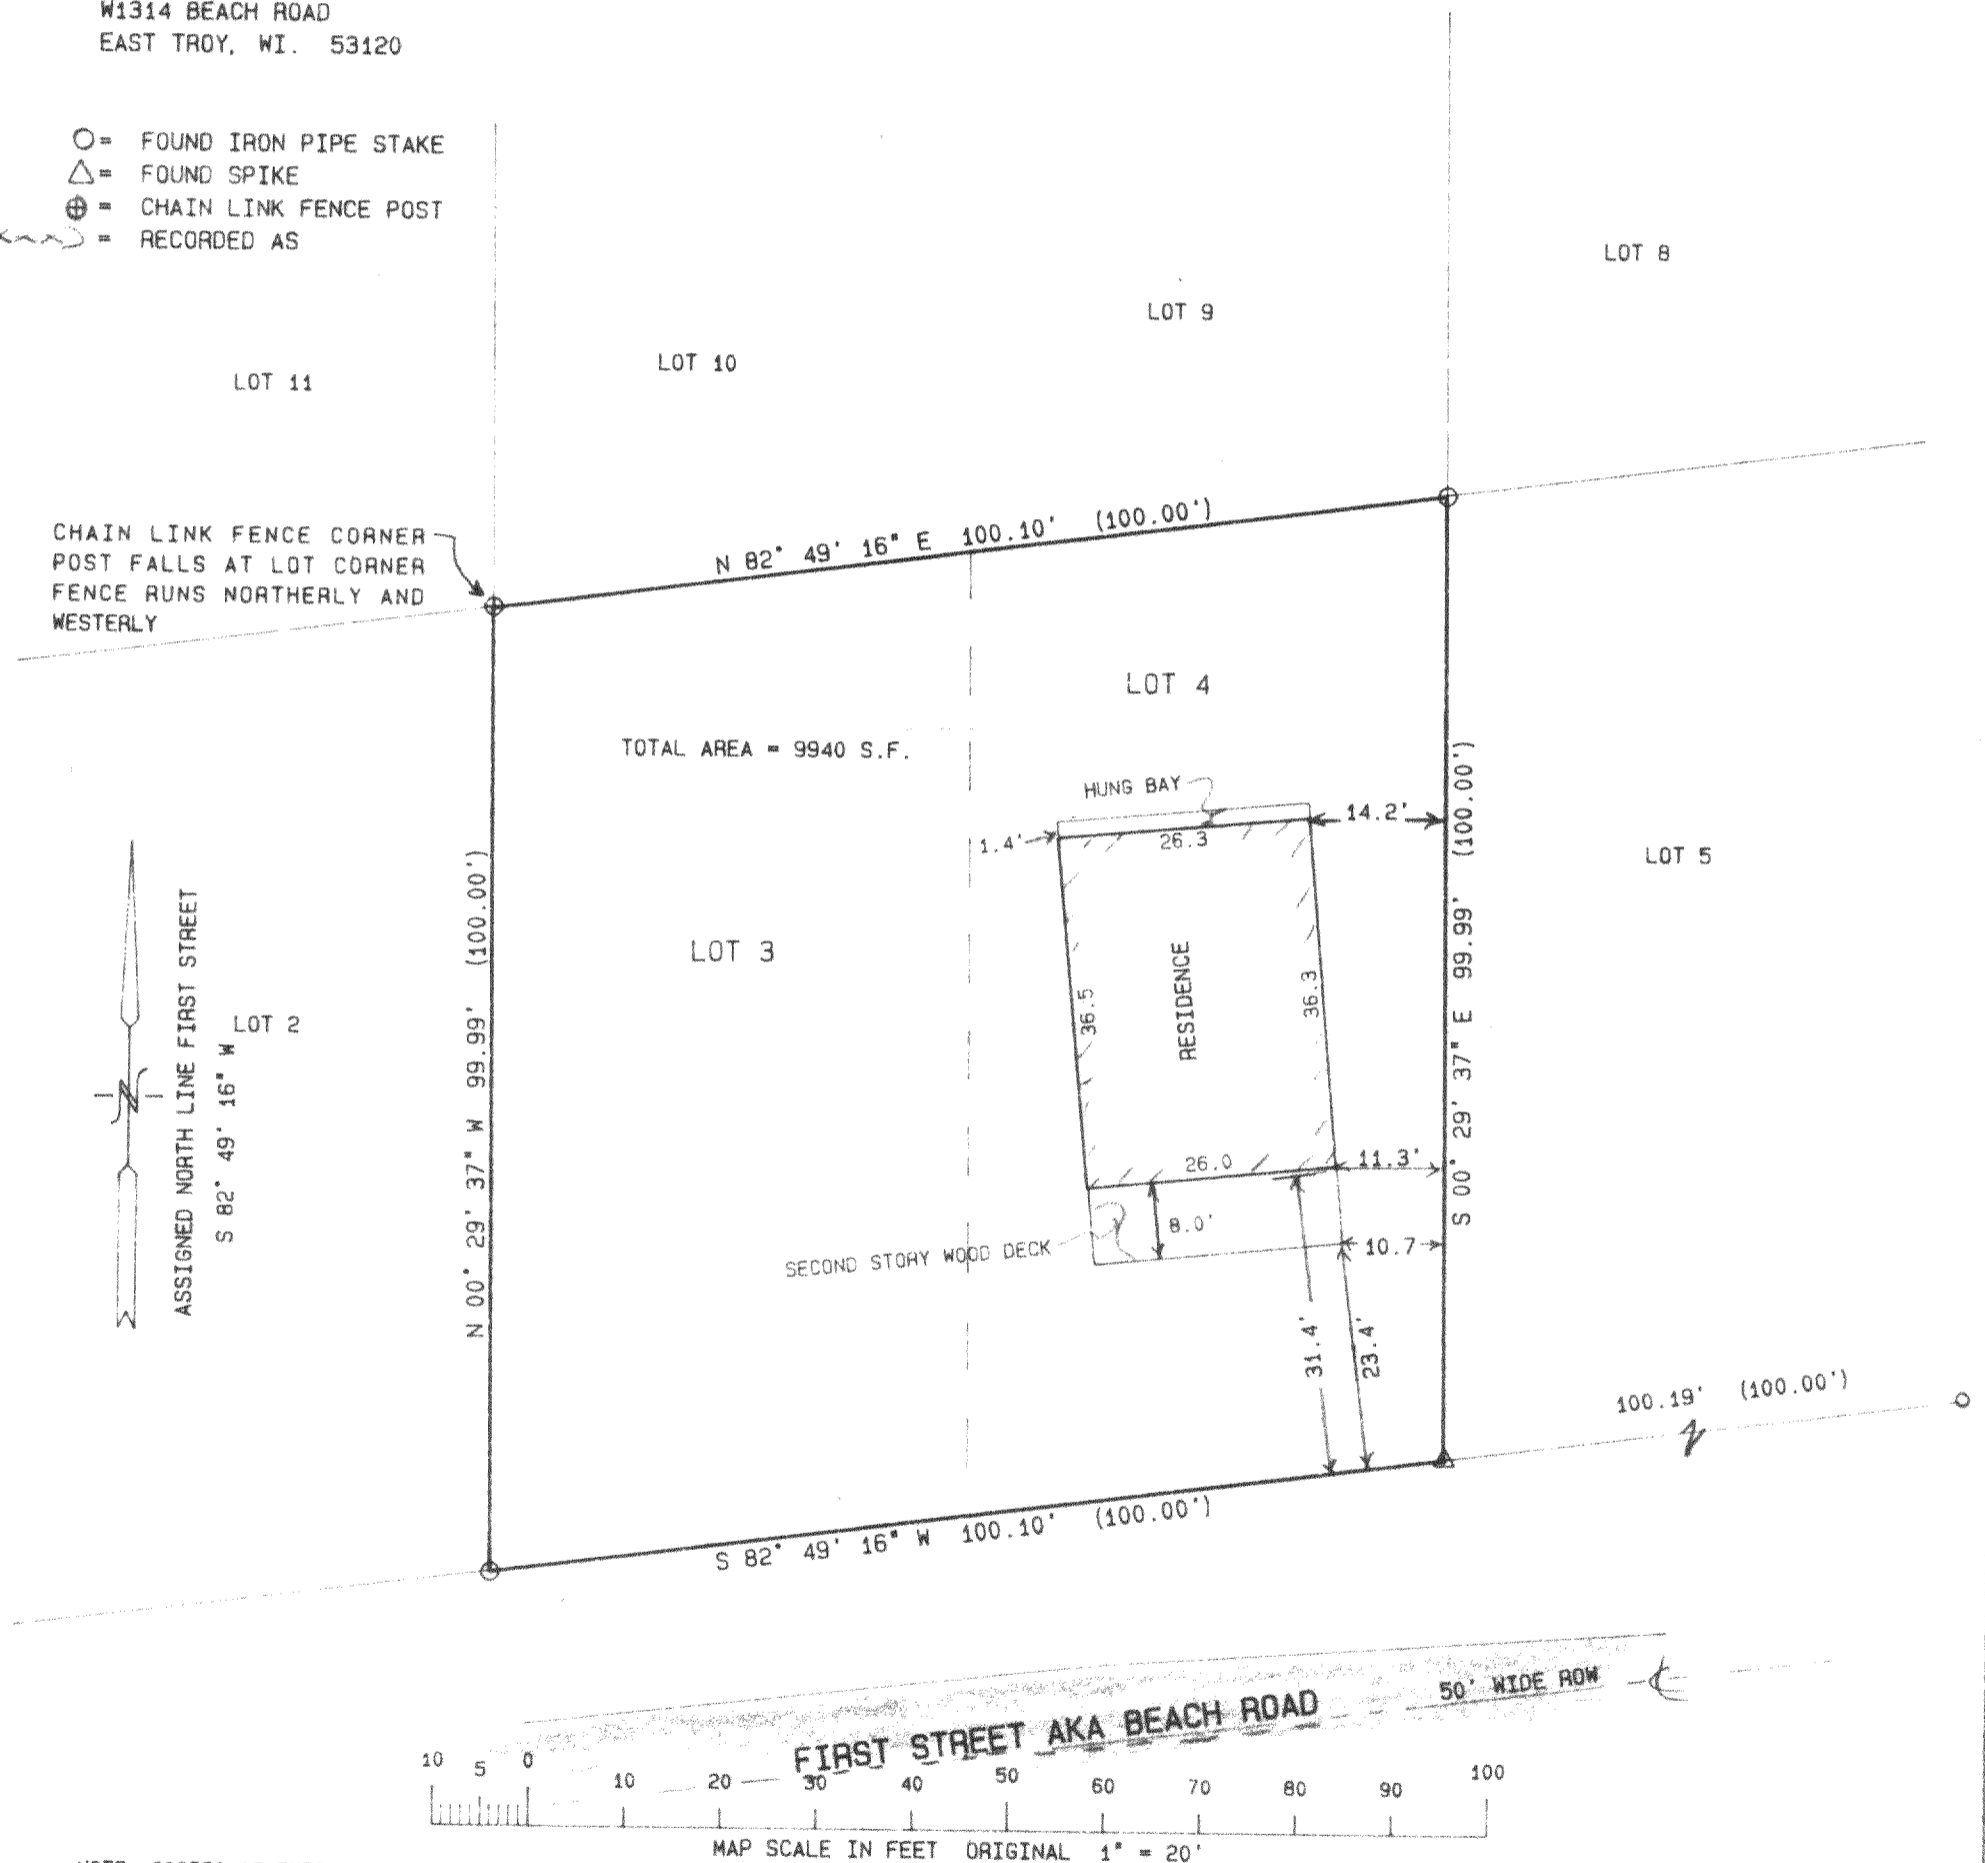 W1314 BEACH ROAD
EAST TROY, WI. 53120
O= FOUND IRON PIPE STAKE
△= FOUND SPIKE
⊕ = CHAIN LINK FENCE POST
= RECORDED AS
LOT 8
LOT 9
LOT 10
LOT 11
CHAIN LINK FENCE CORNER
POST FALLS AT LOT CORNER
FENCE RUNS NORTHERLY AND
WESTERLY
N 82° 49' 16" E 100.10' (100.00')
LOT 4
TOTAL AREA = 9940 S.F.
HUNG BAY
14.2'
1.4'
26.3
LOT 5
LOT 3
N 00° 29' 37" W 99.99' (100.00')
S 00° 29' 37" E 99.99' (100.00')
36.5
RESIDENCE
36.3
LOT 2
N
ASSIGNED NORTH LINE FIRST STREET
S 82° 49' 16" W
26.0
11.3'
8.0'
SECOND STORY WOOD DECK
10.7
31.4'
23.4'
100.19' (100.00')
S 82° 49' 16" W 100.10' (100.00')
50' WIDE ROW
FIRST STREET AKA BEACH ROAD
10 5 0 10 20 30 40 50 60 70 80 90 100
MAP SCALE IN FEET ORIGINAL 1" = 20'